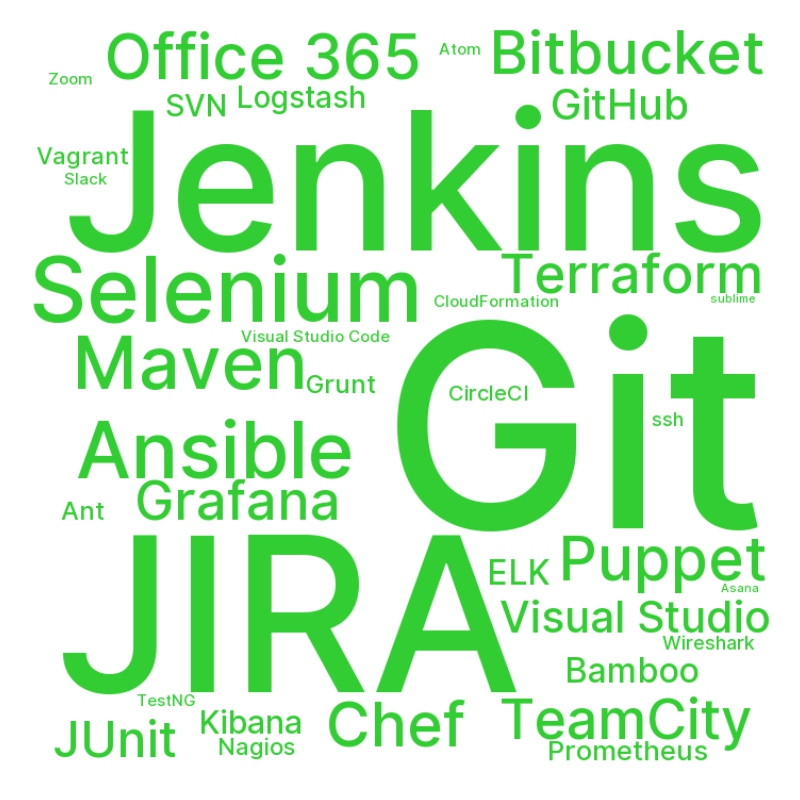 Office 365
Atom
Bitbucket
Zoom
SVN
Logstash
GitHub
Jenkins
Vagrant
Slack
Selenium
Terraform
CloudFormation
sublime
Visual Studio Code
Maven
Grunt
Git
CircleCI
ssh
Ansible
Grafana
Ant
JIRA
ELK
Puppet
Asana
Visual Studio
Wireshark
Bamboo
TestNG
JUnit
Kibana
Nagios
Chef
TeamCity
Prometheus